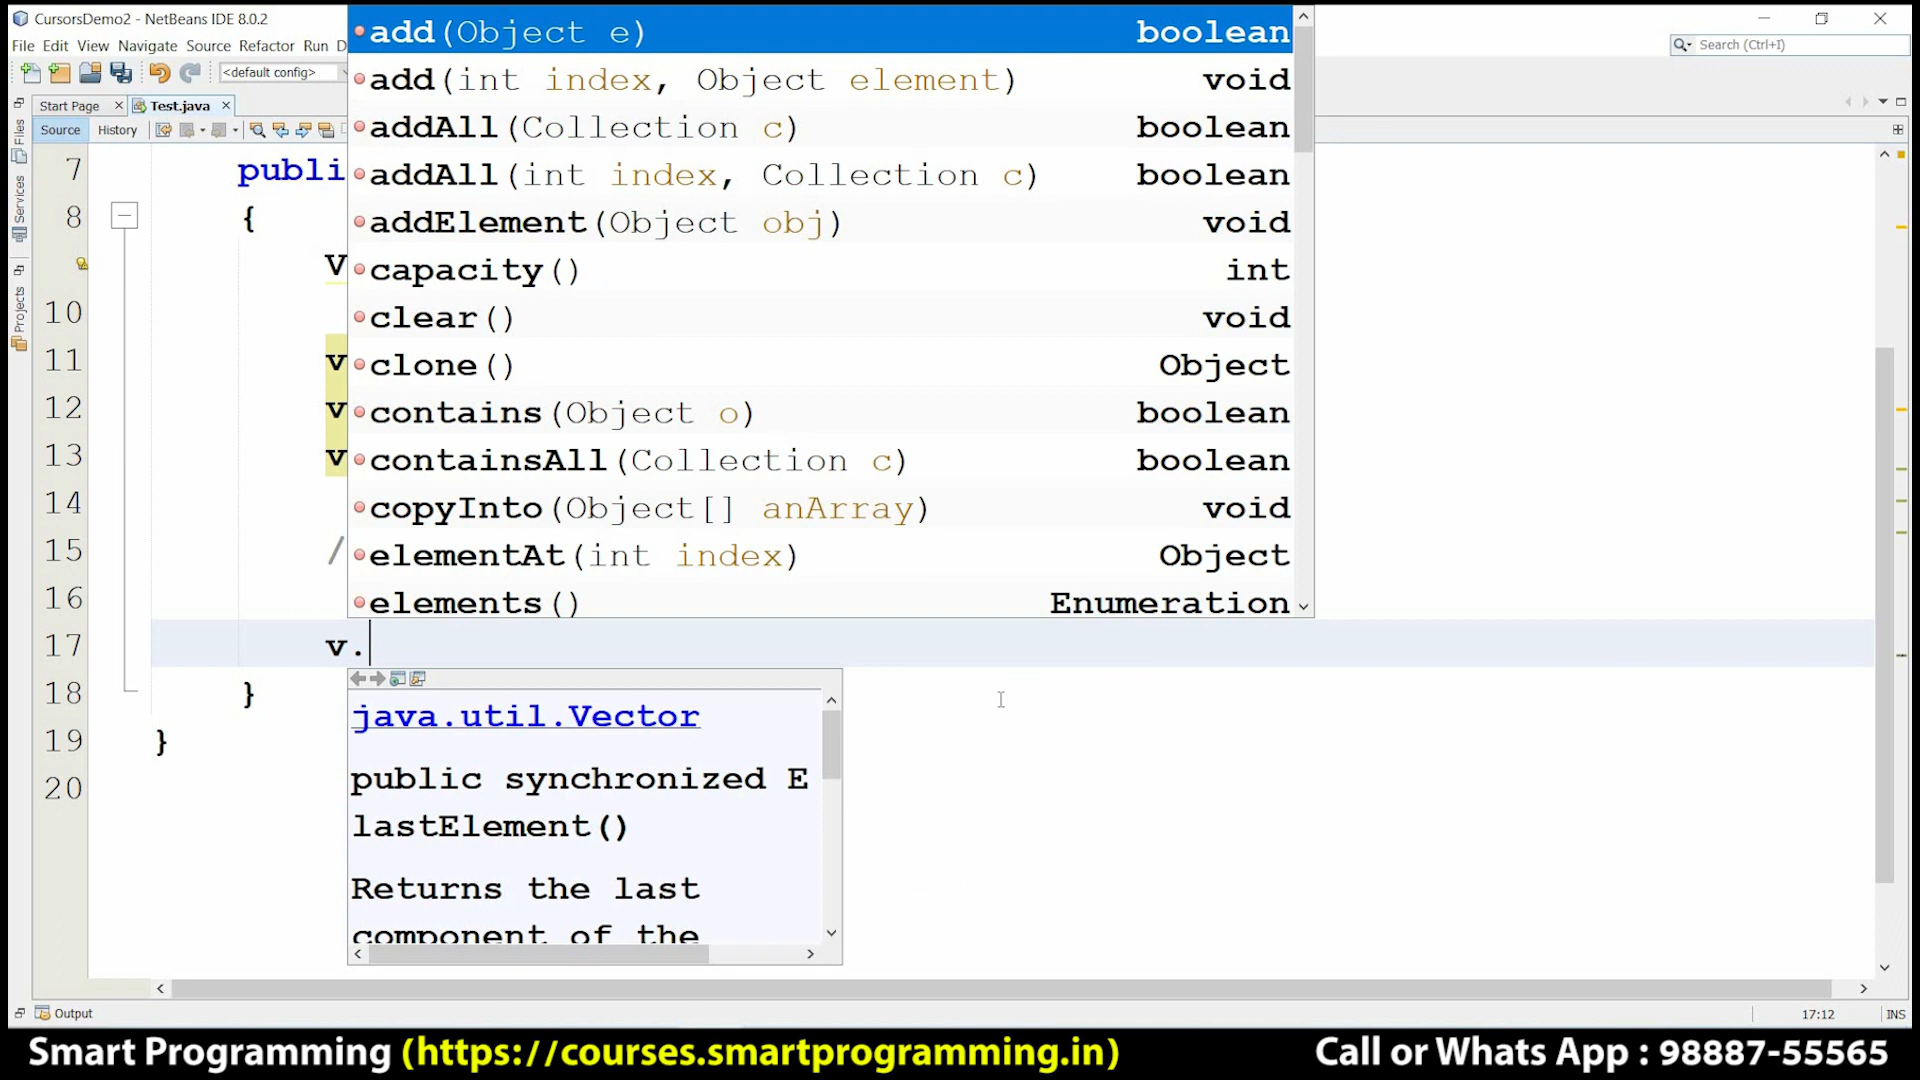 CursorsDemo2 - NetBeans IDE 8.0.2
File Edit View Navigate Source Refactor Run D
Search (Ctrl+I)
<default config>
Start Page
Test.java
Source History
Files
Services
Projects
add(Object e) boolean
add(int index, Object element) void
addAll(Collection c) boolean
addAll(int index, Collection c) boolean
addElement(Object obj) void
capacity() int
clear() void
clone() Object
contains(Object o) boolean
containsAll(Collection c) boolean
copyInto(Object[] anArray) void
elementAt(int index) Object
elements() Enumeration
7 publi
8 {
V
10
11 v
12 v
13 v
14
15 /
16
17 v.
18 }
19 }
20
java.util.Vector
public synchronized E
lastElement()
Returns the last
component of the
Output
17:12 INS
Smart Programming (https://courses.smartprogramming.in) Call or Whats App : 98887-55565